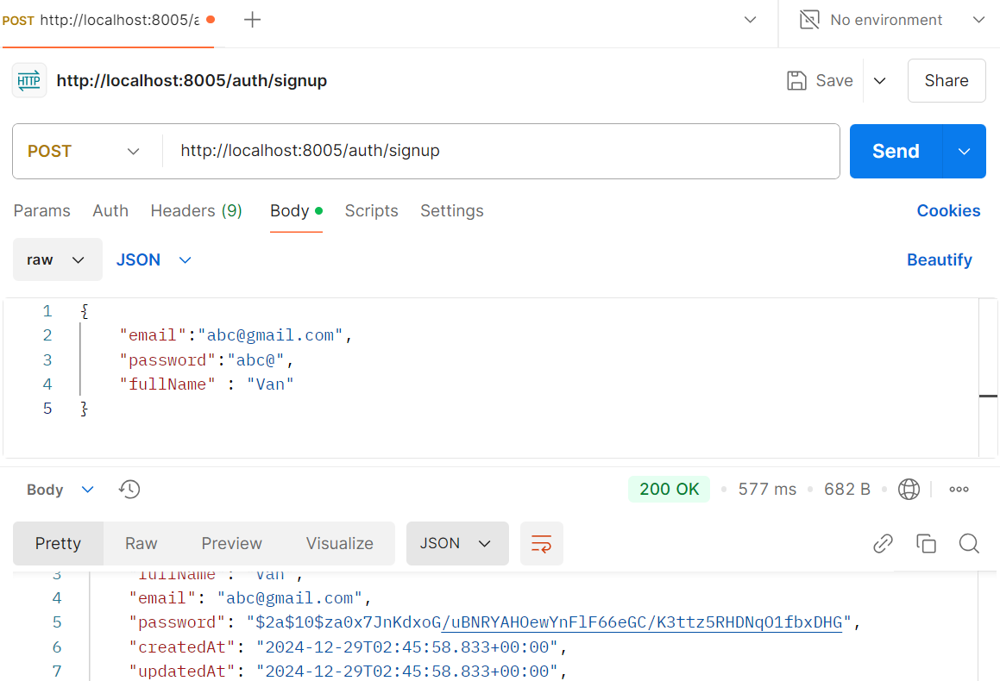 POST http://localhost:8005/a
No environment
HTTP http://localhost:8005/auth/signup
Save
Share
POST http://localhost:8005/auth/signup
Send
Params Auth Headers (9) Body Scripts Settings Cookies
raw JSON Beautify
1 {
2 "email":"abc@gmail.com",
3 "password":"abc@",
4 "fullName" : "Van"
5 }
Body 200 OK 577 ms 682 B
Pretty Raw Preview Visualize JSON
3 "fullName": "Van",
4 "email": "abc@gmail.com",
5 "password": "$2a$10$za0x7JnKdxoG/uBNRYAHOewYnFlF66eGC/K3ttz5RHDNqO1fbxDHG",
6 "createdAt": "2024-12-29T02:45:58.833+00:00",
7 "updatedAt": "2024-12-29T02:45:58.833+00:00",